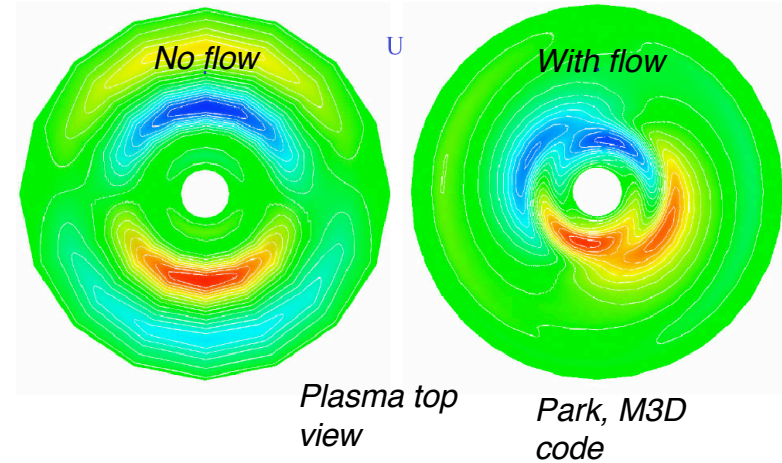 No flow
U
With flow
Plasma top
view
Park, M3D
code